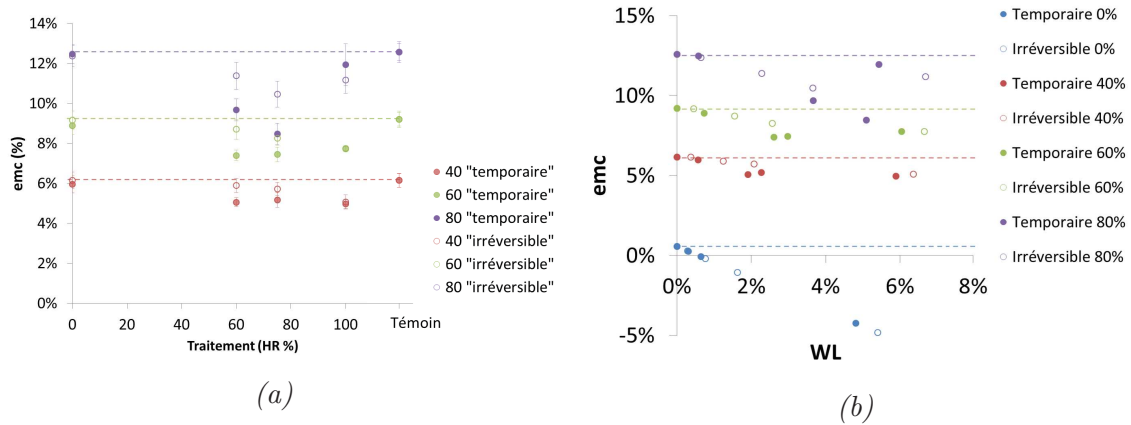 14%
12%
10%
8%
6%
4%
2%
0%
emc (%)
0
20
40
60
80
100
Témoin
Traitement (HR %)
40 "temporaire"
60 "temporaire"
80 "temporaire"
40 "irréversible"
60 "irréversible"
80 "irréversible"
(a)
15%
10%
5%
0%
-5%
emc
0%
2%
4%
6%
8%
WL
Temporaire 0%
Irréversible 0%
Temporaire 40%
Irréversible 40%
Temporaire 60%
Irréversible 60%
Temporaire 80%
Irréversible 80%
(b)